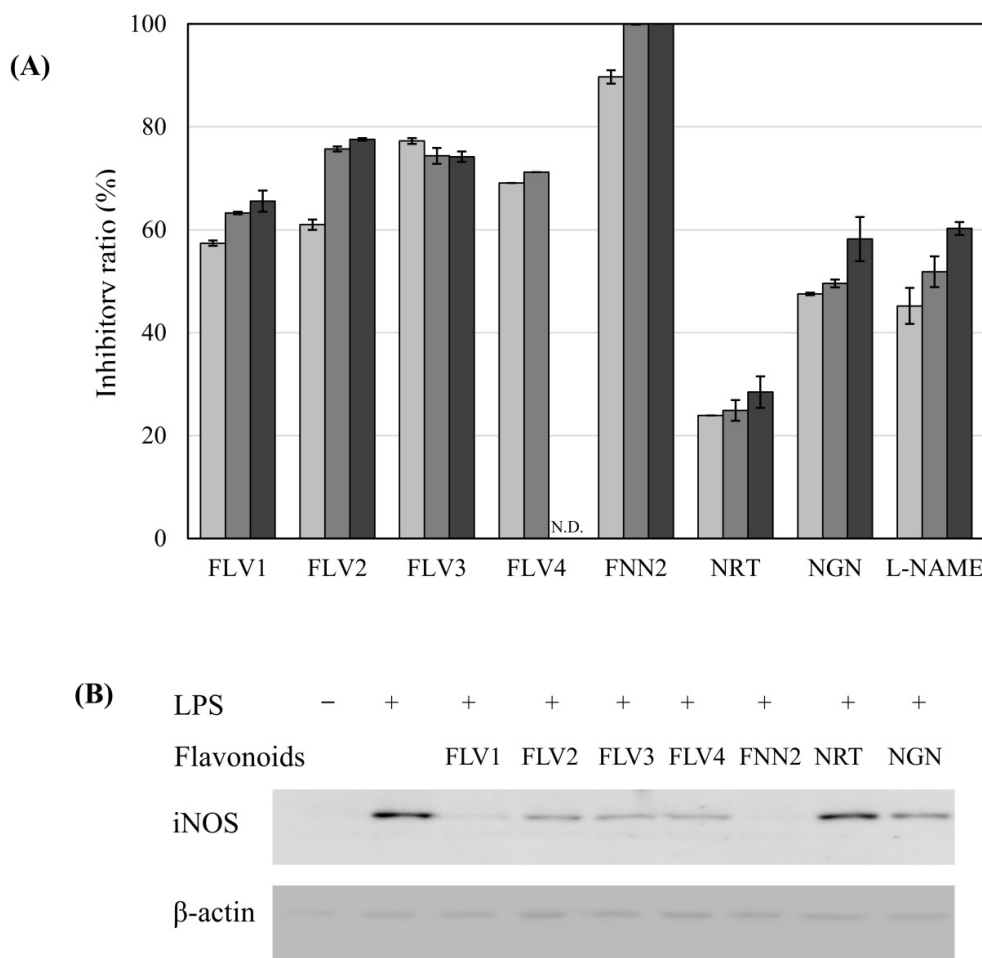 (A)
Inhibitory ratio (%)
100
80
60
40
20
0
N.D.
FLV1 FLV2 FLV3 FLV4 FNN2 NRT NGN L-NAME
(B)
LPS − + + + + + + + +
Flavonoids FLV1 FLV2 FLV3 FLV4 FNN2 NRT NGN
iNOS
β-actin